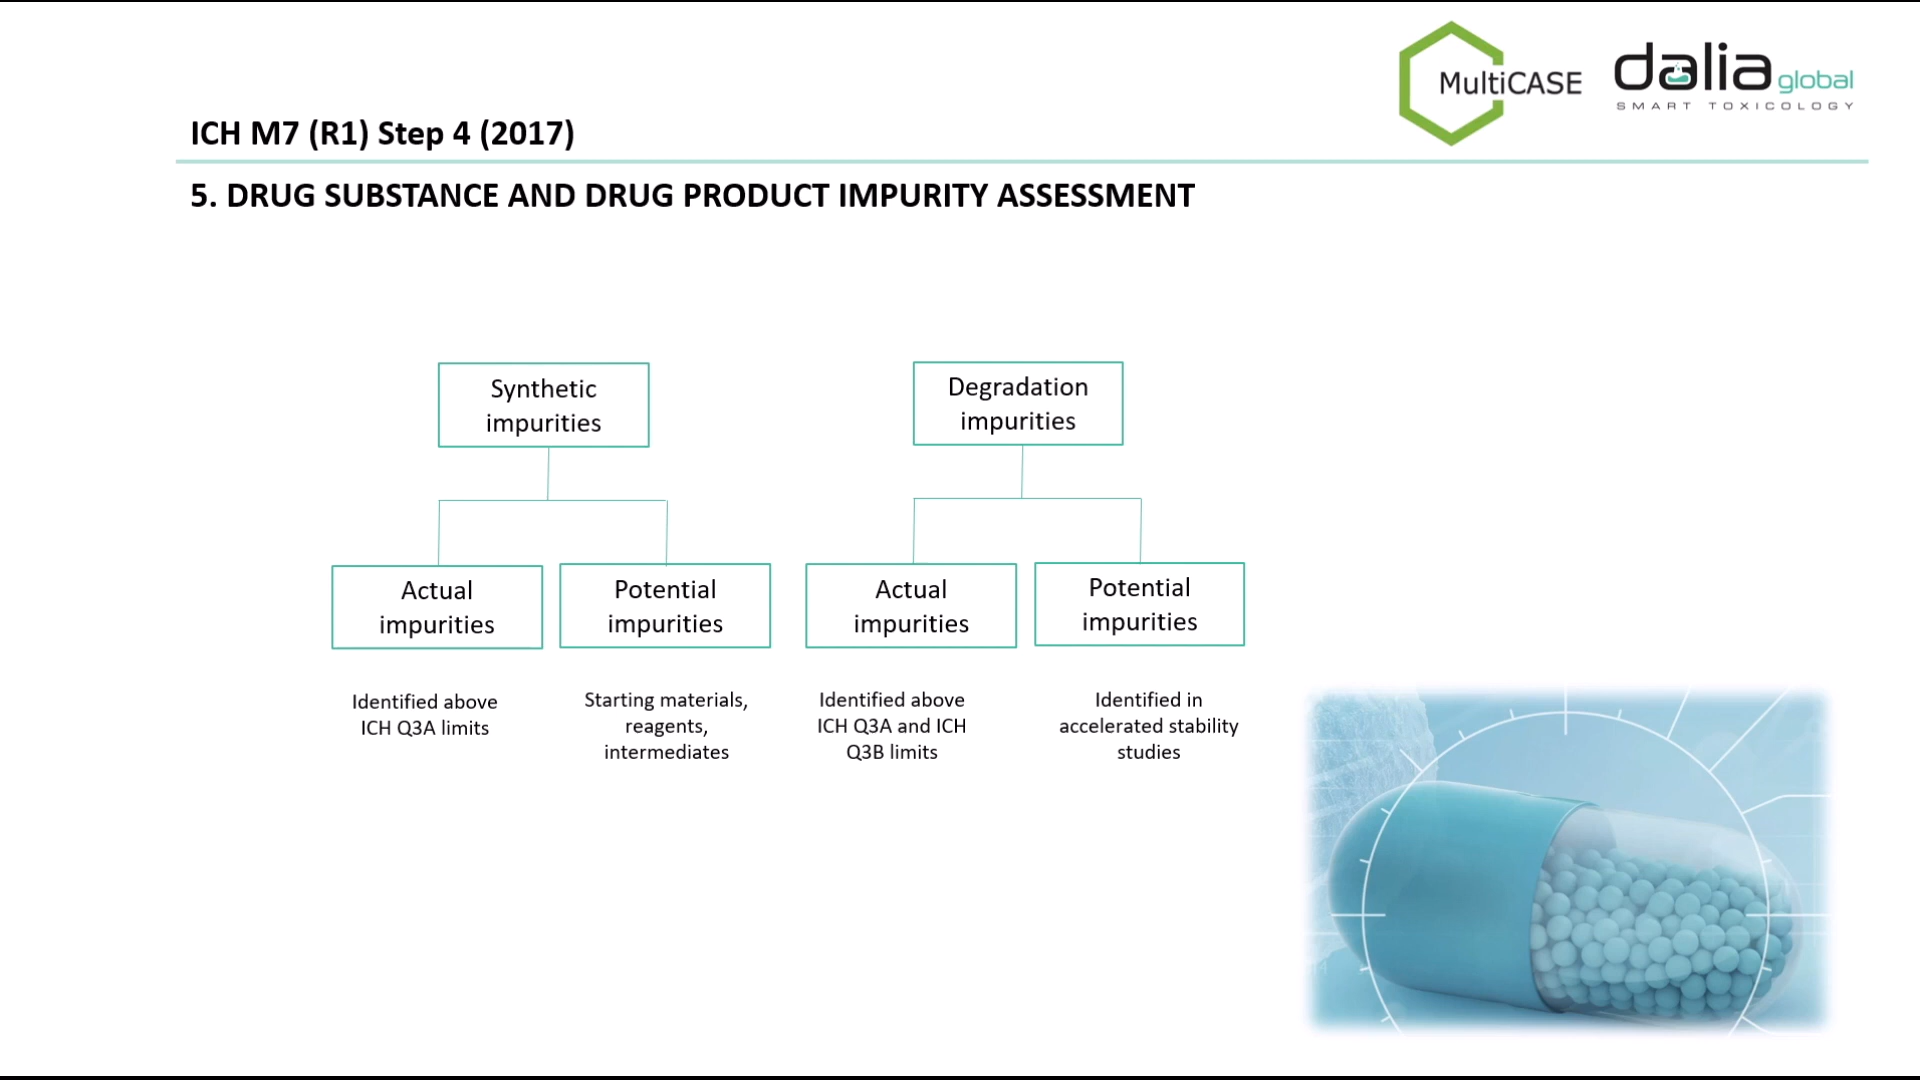 MultiCASE
dalia global
SMART TOXICOLOGY
ICH M7 (R1) Step 4 (2017)
5. DRUG SUBSTANCE AND DRUG PRODUCT IMPURITY ASSESSMENT
Synthetic
impurities
Degradation
impurities
Actual
impurities
Potential
impurities
Actual
impurities
Potential
impurities
Identified above
ICH Q3A limits
Starting materials,
reagents,
intermediates
Identified above
ICH Q3A and ICH
Q3B limits
Identified in
accelerated stability
studies